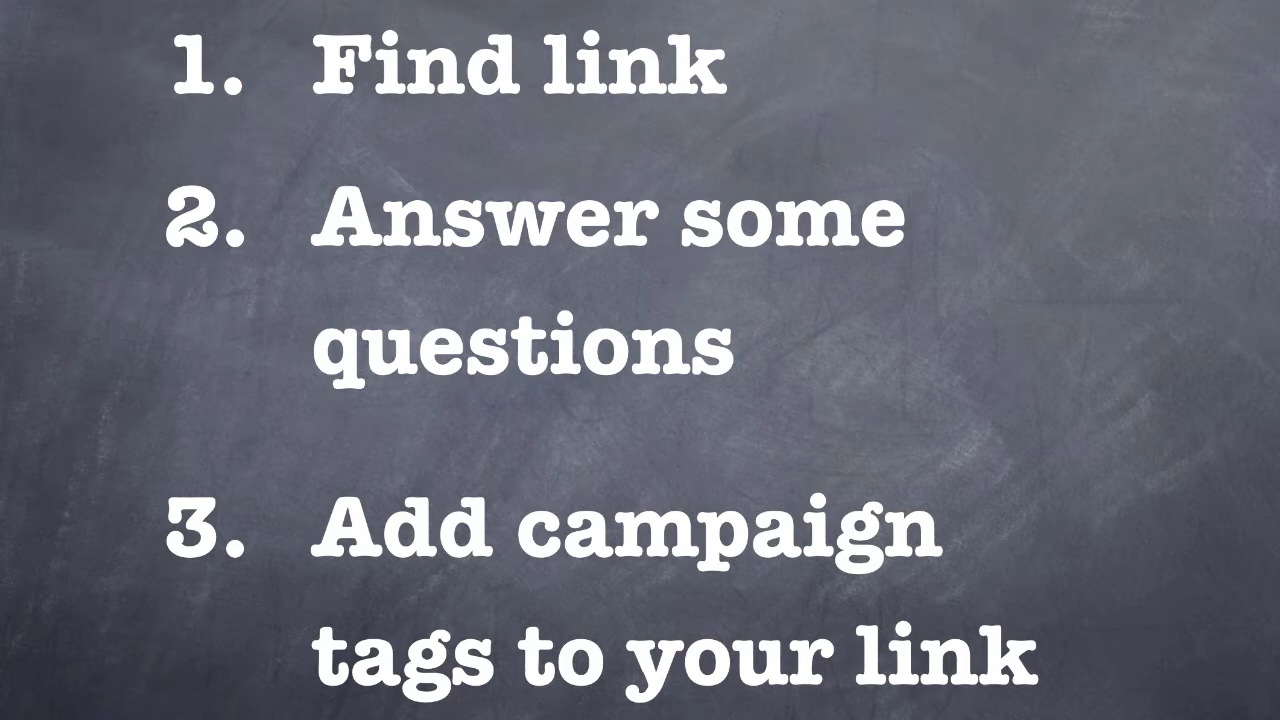 1. Find link
2. Answer some
questions
3. Add campaign
tags to your link